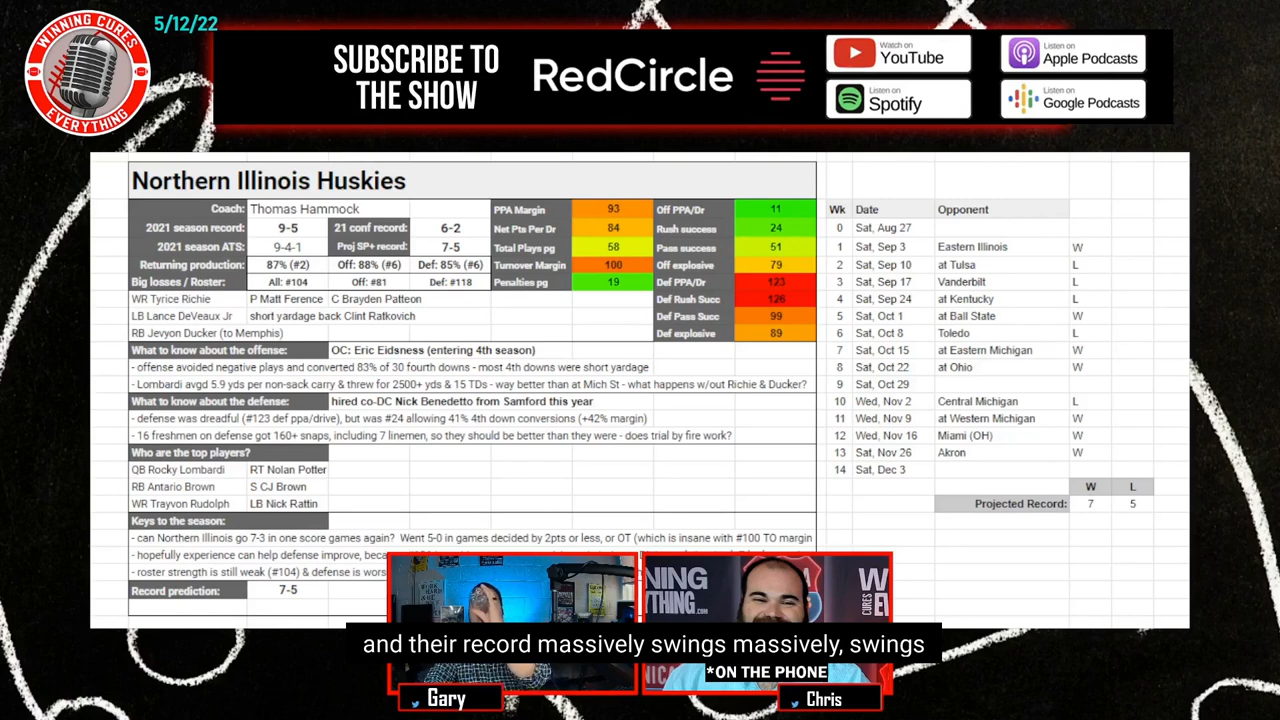 5/12/22
WINNING CURES
EVERYTHING
SUBSCRIBE TO
THE SHOW
RedCircle
Watch on
YouTube
Listen on
Spotify
Listen on
Apple Podcasts
Listen on
Google Podcasts
Northern Illinois Huskies
Coach: Thomas Hammock
2021 season record: 9-5 21 conf record: 6-2
2021 season ATS: 9-4-1 Proj SP+ record: 7-5
Returning production: 87% (#2) Off: 88% (#6) Def: 85% (#6)
Big losses / Roster: All: #104 Off: #81 Def: #118
WR Tyrice Richie P Matt Ference C Brayden Patteon
LB Lance DeVeaux Jr short yardage back Clint Ratkovich
RB Jevyon Ducker (to Memphis)
PPA Margin 93 Off PPA/Dr 11
Net Pts Per Dr 84 Rush success 24
Total Plays pg 58 Pass success 51
Turnover Margin 100 Off explosive 79
Penalties pg 19 Def PPA/Dr 123
Def Rush Succ 126
Def Pass Succ 99
Def explosive 89
What to know about the offense: OC: Eric Eidsness (entering 4th season)
- offense avoided negative plays and converted 83% of 30 fourth downs - most 4th downs were short yardage
- Lombardi avgd 5.9 yds per non-sack carry & threw for 2500+ yds & 15 TDs - way better than at Mich St - what happens w/out Richie & Ducker?
What to know about the defense: hired co-DC Nick Benedetto from Samford this year
- defense was dreadful (#123 def ppa/drive), but was #24 allowing 41% 4th down conversions (+42% margin)
- 16 freshmen on defense got 160+ snaps, including 7 linemen, so they should be better than they were - does trial by fire work?
Who are the top players?
QB Rocky Lombardi RT Nolan Potter
RB Antario Brown S CJ Brown
WR Trayvon Rudolph LB Nick Rattin
Keys to the season:
- can Northern Illinois go 7-3 in one score games again? Went 5-0 in games decided by 2pts or less, or OT (which is insane with #100 TO margin
- hopefully experience can help defense improve, beca
- roster strength is still weak (#104) & defense is wors
Record prediction: 7-5
Wk Date Opponent
0 Sat, Aug 27
1 Sat, Sep 3 Eastern Illinois W
2 Sat, Sep 10 at Tulsa L
3 Sat, Sep 17 Vanderbilt L
4 Sat, Sep 24 at Kentucky L
5 Sat, Oct 1 at Ball State W
6 Sat, Oct 8 Toledo L
7 Sat, Oct 15 at Eastern Michigan W
8 Sat, Oct 22 at Ohio W
9 Sat, Oct 29
10 Wed, Nov 2 Central Michigan L
11 Wed, Nov 9 at Western Michigan W
12 Wed, Nov 16 Miami (OH) W
13 Sat, Nov 26 Akron W
14 Sat, Dec 3
W L
Projected Record: 7 5
and their record massively swings massively, swings
*ON THE PHONE
Gary
Chris